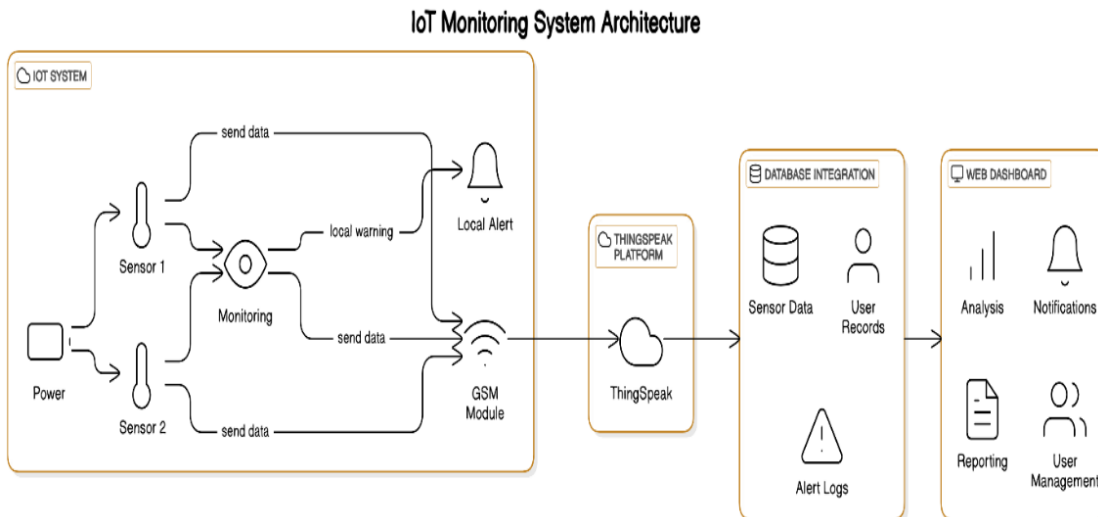 IoT Monitoring System Architecture
IOT SYSTEM
send data
Local Alert
Sensor 1
local warning
Monitoring
send data
Power
Sensor 2
GSM
Module
send data
THINGSPEAK
PLATFORM
ThingSpeak
DATABASE INTEGRATION
Sensor Data
User
Records
Alert Logs
WEB DASHBOARD
Analysis
Notifications
Reporting
User
Management